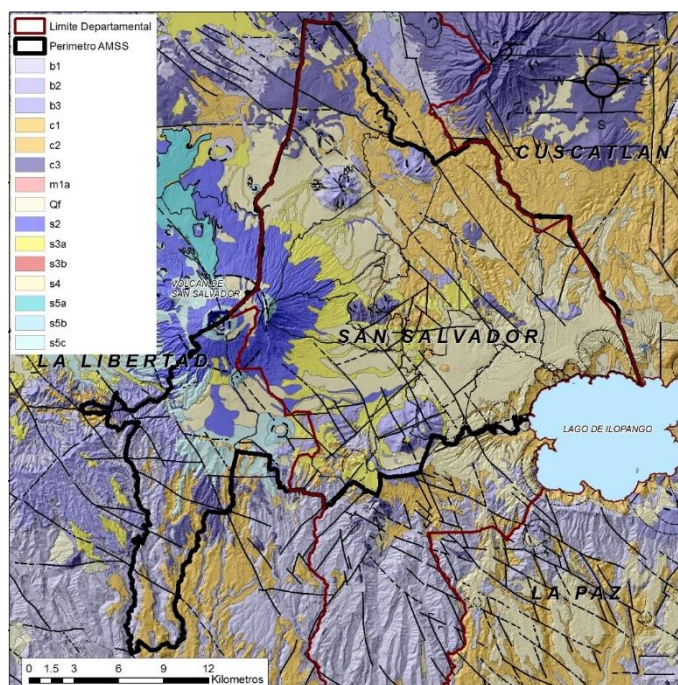 Limite Departamental
Perimetro AMSS
b1
b2
b3
c1
c2
c3
m1a
Qf
s2
s3a
s3b
s4
s5a
s5b
s5c
N
W E
S
CUSCATLAN
VOLCAN DE
SAN SALVADOR
SAN SALVADOR
LA LIBERTAD
LAGO DE ILOPANGO
LA PAZ
0 1.5 3 6 9 12
Kilometros